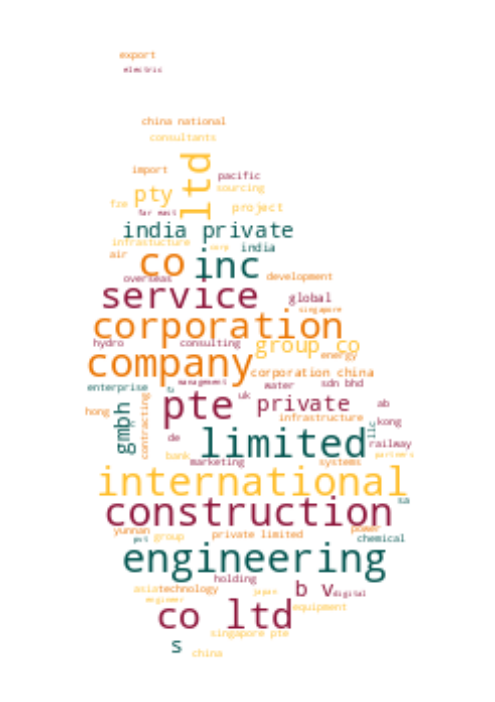 export
electric
china national
consultants
ltd
import
pacific
pty
sourcing
fze
far east
project
india private
infrastucture
corp
india
air
co
inc
overseas
development
service
global
singapore
corporation
hydro
consulting
group co
energy
company
corporation china
enterprise
management
water
sdn bhd
hong
gmbh
contracting
pte
uk
private
ab
infrastructure
kong
de
limited
llc
railway
bank
marketing
systems
partners
international
sa
construction
yunnan
power
pvt
group
private limited
chemical
engineering
holding
asia
technology
b v
digital
engineer
japan
equipment
co ltd
singapore pte
s
china